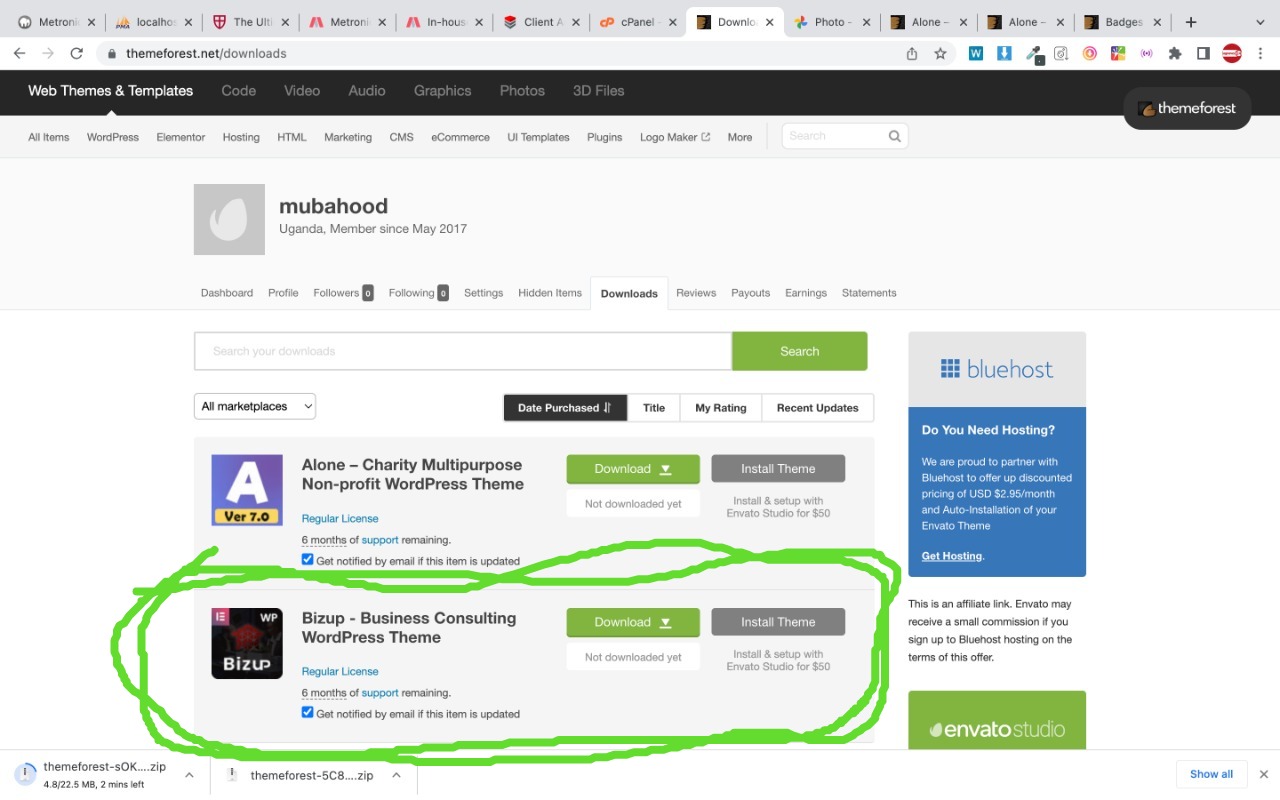 Metronic
localhos
The Ulti
Metronic
In-hous
Client A
cPanel -
Downlo
Photo -
Alone –
Alone –
Badges
themeforest.net/downloads
Web Themes & Templates Code Video Audio Graphics Photos 3D Files
themeforest
All Items WordPress Elementor Hosting HTML Marketing CMS eCommerce UI Templates Plugins Logo Maker More
Search
mubahood
Uganda, Member since May 2017
Dashboard Profile Followers 0 Following 0 Settings Hidden Items Downloads Reviews Payouts Earnings Statements
Search your downloads
Search
All marketplaces
Date Purchased Title My Rating Recent Updates
A
Ver 7.0
Alone – Charity Multipurpose
Non-profit WordPress Theme
Regular License
6 months of support remaining.
Get notified by email if this item is updated
Download
Not downloaded yet
Install Theme
Install & setup with
Envato Studio for $50
WP
Bizup
Bizup - Business Consulting
WordPress Theme
Regular License
6 months of support remaining.
Get notified by email if this item is updated
Download
Not downloaded yet
Install Theme
Install & setup with
Envato Studio for $50
bluehost
Do You Need Hosting?
We are proud to partner with
Bluehost to offer up discounted
pricing of USD $2.95/month
and Auto-Installation of your
Envato Theme
Get Hosting.
This is an affiliate link. Envato may
receive a small commission if you
sign up to Bluehost hosting on the
terms of this offer.
envatostudio
themeforest-sOK....zip
4.8/22.5 MB, 2 mins left
themeforest-5C8....zip
Show all